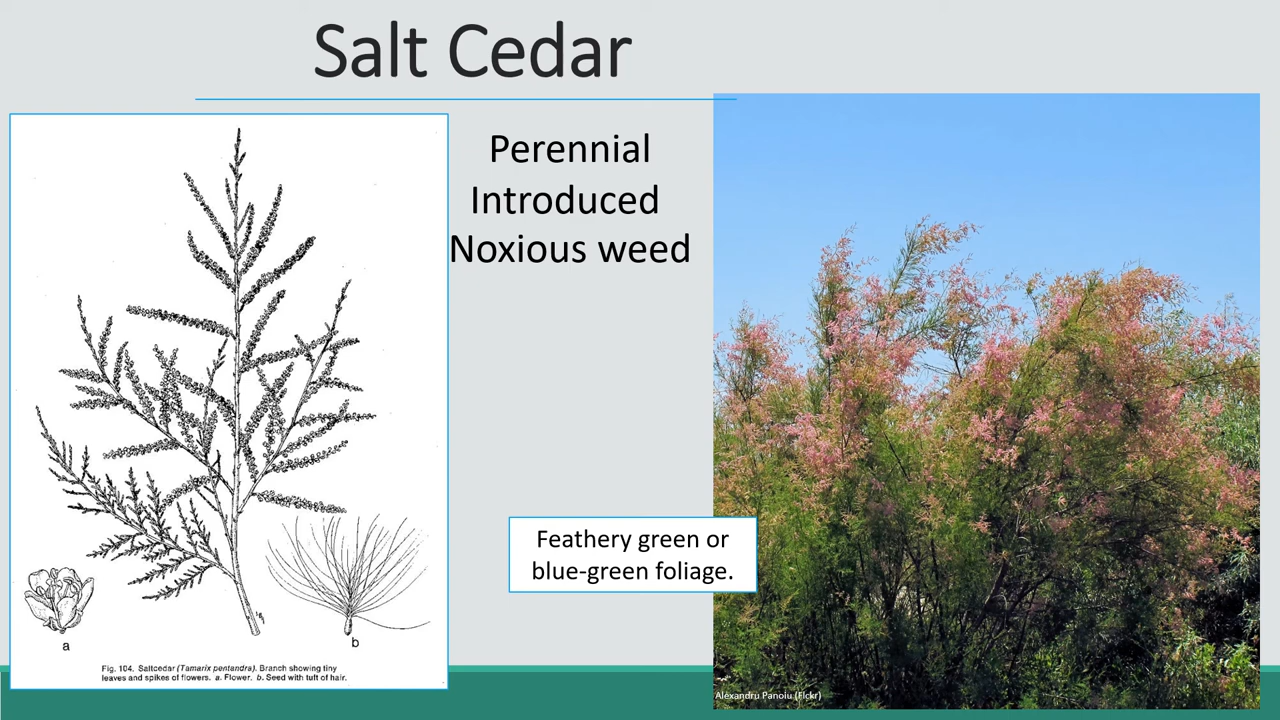 Salt Cedar
Perennial
Introduced
Noxious weed
Feathery green or
blue-green foliage.
a
b
Fig. 104. Saltcedar (Tamarix pentandra). Branch showing tiny
leaves and spikes of flowers. a. Flower. b. Seed with tuft of hair.
Alexandru Panoiu (Flckr)